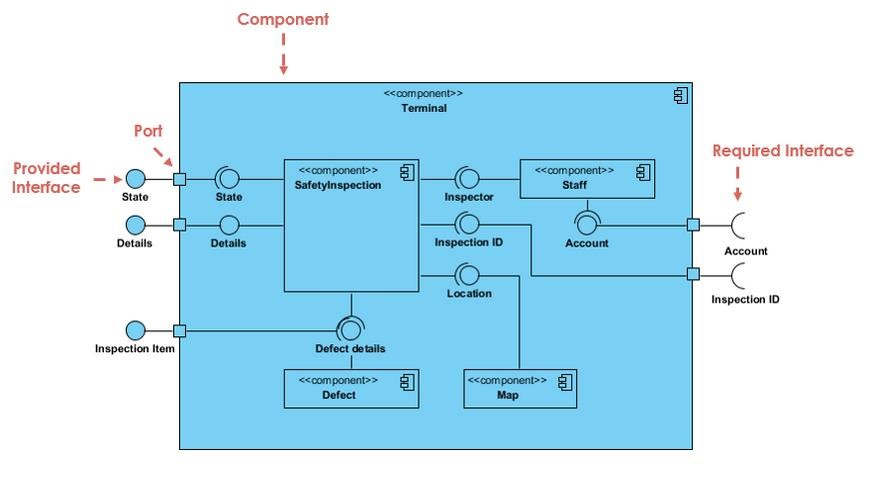 Component
<<component>>
Terminal
Port
Provided
Interface
Required Interface
State
State
<<component>>
SafetyInspection
Inspector
<<component>>
Staff
Details
Details
Inspection ID
Account
Account
Location
Inspection ID
Inspection Item
Defect details
<<component>>
Defect
<<component>>
Map